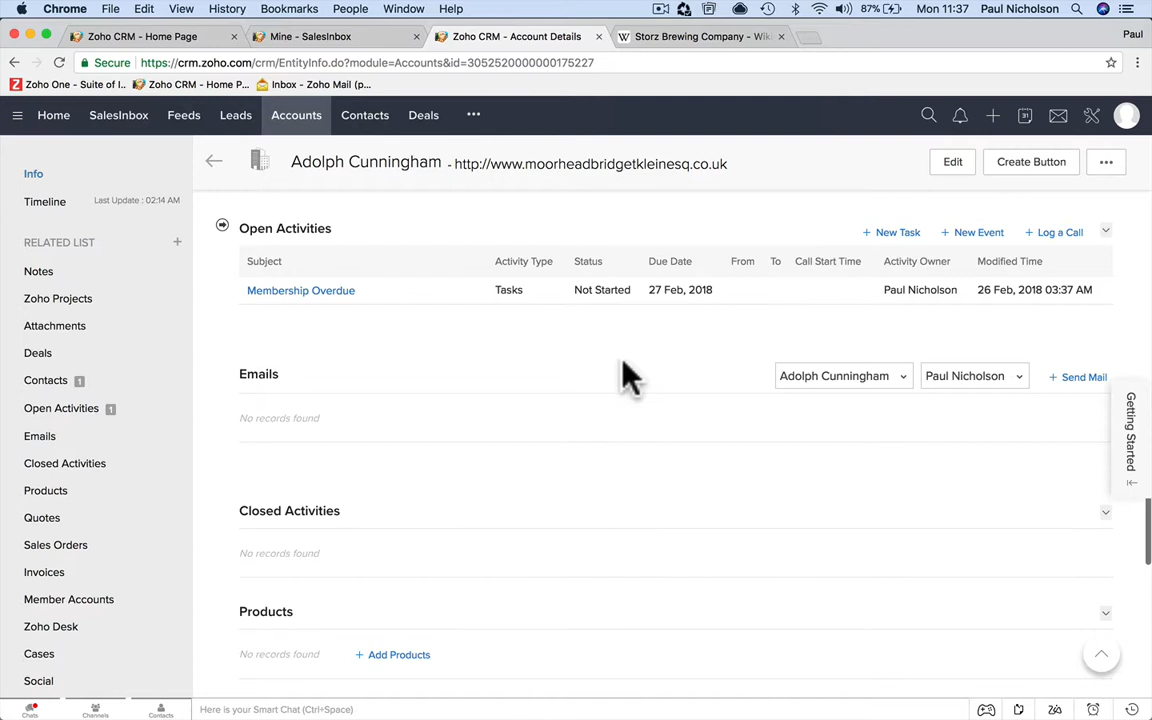 Chrome File Edit View History Bookmarks People Window Help 87% Mon 11:37 Paul Nicholson
Zoho CRM - Home Page Mine - SalesInbox Zoho CRM - Account Details Storz Brewing Company - Wiki Paul
Secure https://crm.zoho.com/crm/EntityInfo.do?module=Accounts&id=3052520000000175227
Zoho One - Suite of I.. Zoho CRM - Home P... Inbox - Zoho Mail (p...
Home SalesInbox Feeds Leads Accounts Contacts Deals ••• 31
Adolph Cunningham - http://www.moorheadbridgetkleinesq.co.uk Edit Create Button •••
Info
Timeline Last Update : 02:14 AM
RELATED LIST +
Notes
Zoho Projects
Attachments
Deals
Contacts 1
Open Activities 1
Emails
Closed Activities
Products
Quotes
Sales Orders
Invoices
Member Accounts
Zoho Desk
Cases
Social
Open Activities + New Task + New Event + Log a Call
Subject Activity Type Status Due Date From To Call Start Time Activity Owner Modified Time
Membership Overdue Tasks Not Started 27 Feb, 2018 Paul Nicholson 26 Feb, 2018 03:37 AM
Emails Adolph Cunningham Paul Nicholson + Send Mail
No records found
Closed Activities
No records found
Products
No records found + Add Products
Getting Started
Chats Channels Contacts Here is your Smart Chat (Ctrl+Space)